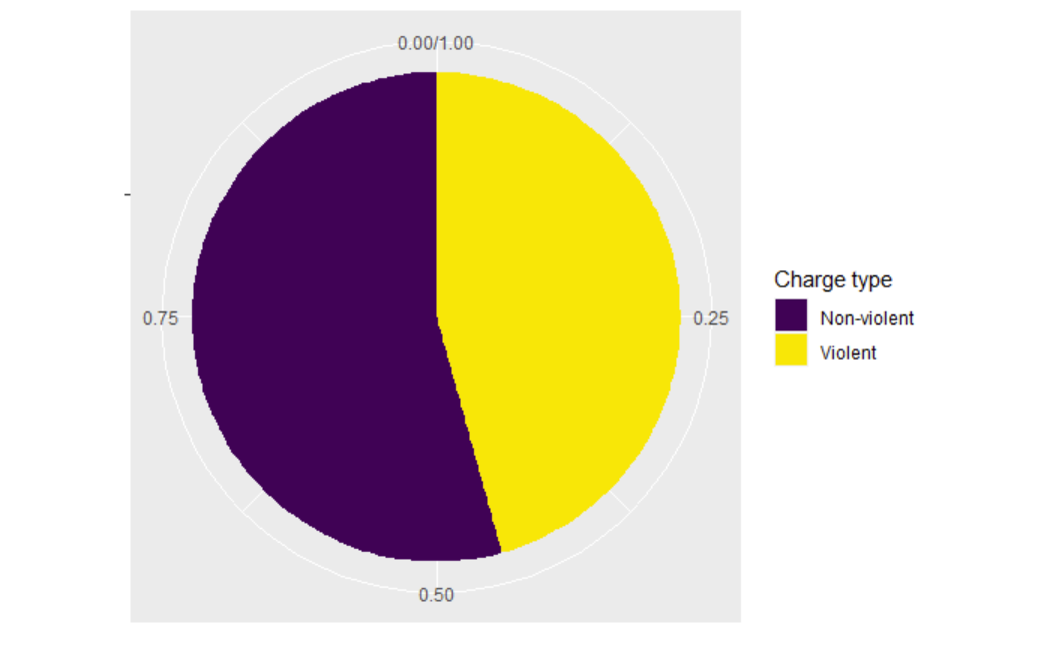 0.00/1.00
0.75
0.25
0.50
Charge type
Non-violent
Violent